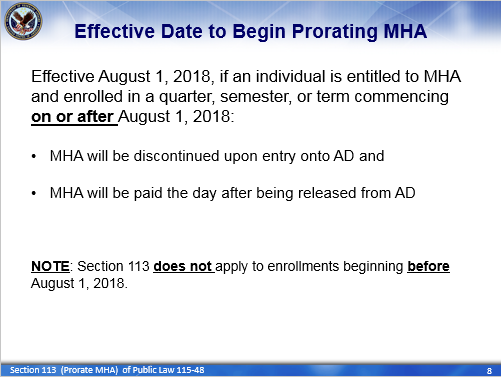 Effective Date to Begin Prorating MHA
Effective August 1, 2018, if an individual is entitled to MHA
and enrolled in a quarter, semester, or term commencing
on or after August 1, 2018:
• MHA will be discontinued upon entry onto AD and
• MHA will be paid the day after being released from AD
NOTE: Section 113 does not apply to enrollments beginning before
August 1, 2018.
Section 113 (Prorate MHA) of Public Law 115-48
8